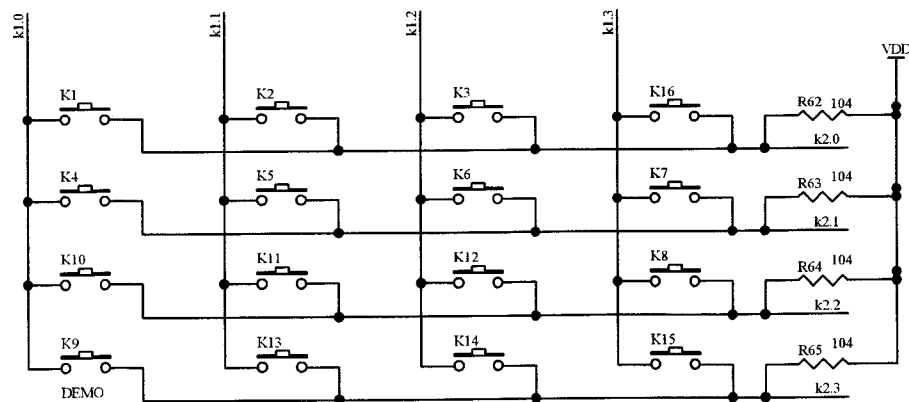 k1.0 k1.1 k1.2 k1.3
VDD
K1 K2 K3 K16 R62 104
k2.0
K4 K5 K6 K7 R63 104
k2.1
K10 K11 K12 K8 R64 104
k2.2
K9 K13 K14 K15 R65 104
DEMO k2.3